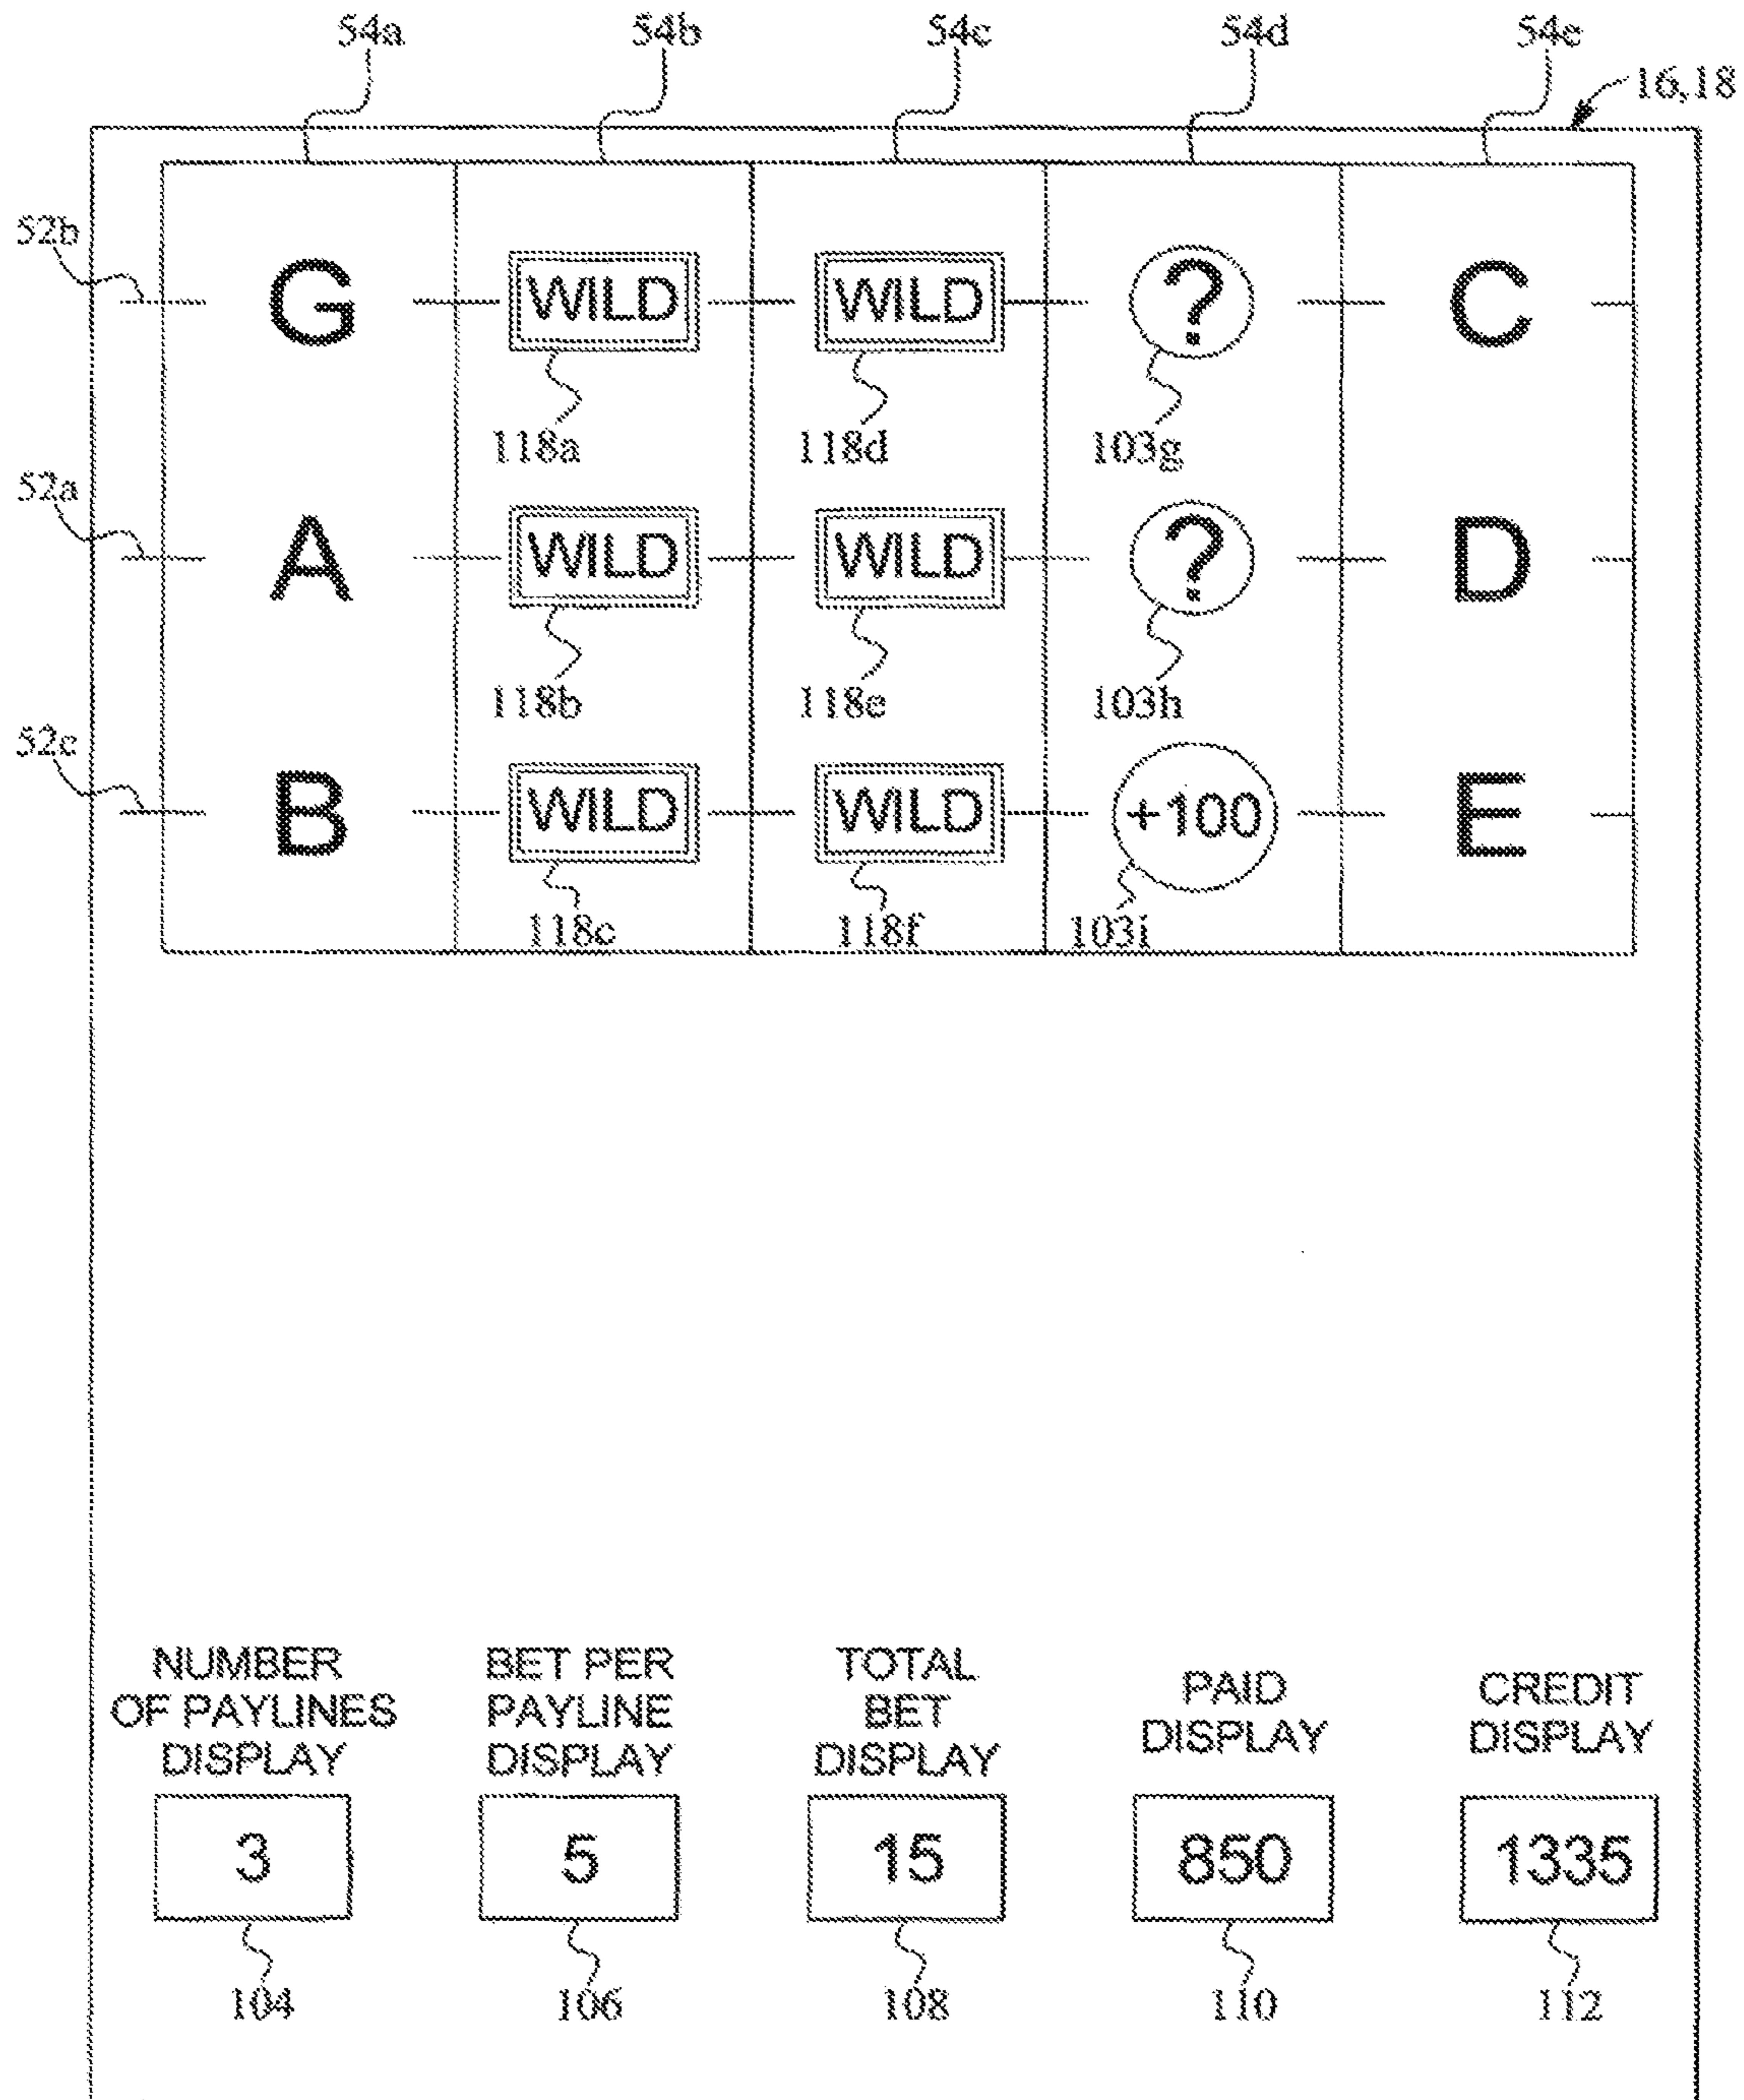 54a 54b 54c 54d 54e
16,18
52b
G WILD WILD ? C
118a 118d 103g
52a
A WILD WILD ? D
118b 118e 103h
52c
B WILD WILD +100 E
118c 118f 103i
NUMBER OF PAYLINES DISPLAY
BET PER PAYLINE DISPLAY
TOTAL BET DISPLAY
PAID DISPLAY
CREDIT DISPLAY
3 5 15 850 1335
104 106 108 110 112